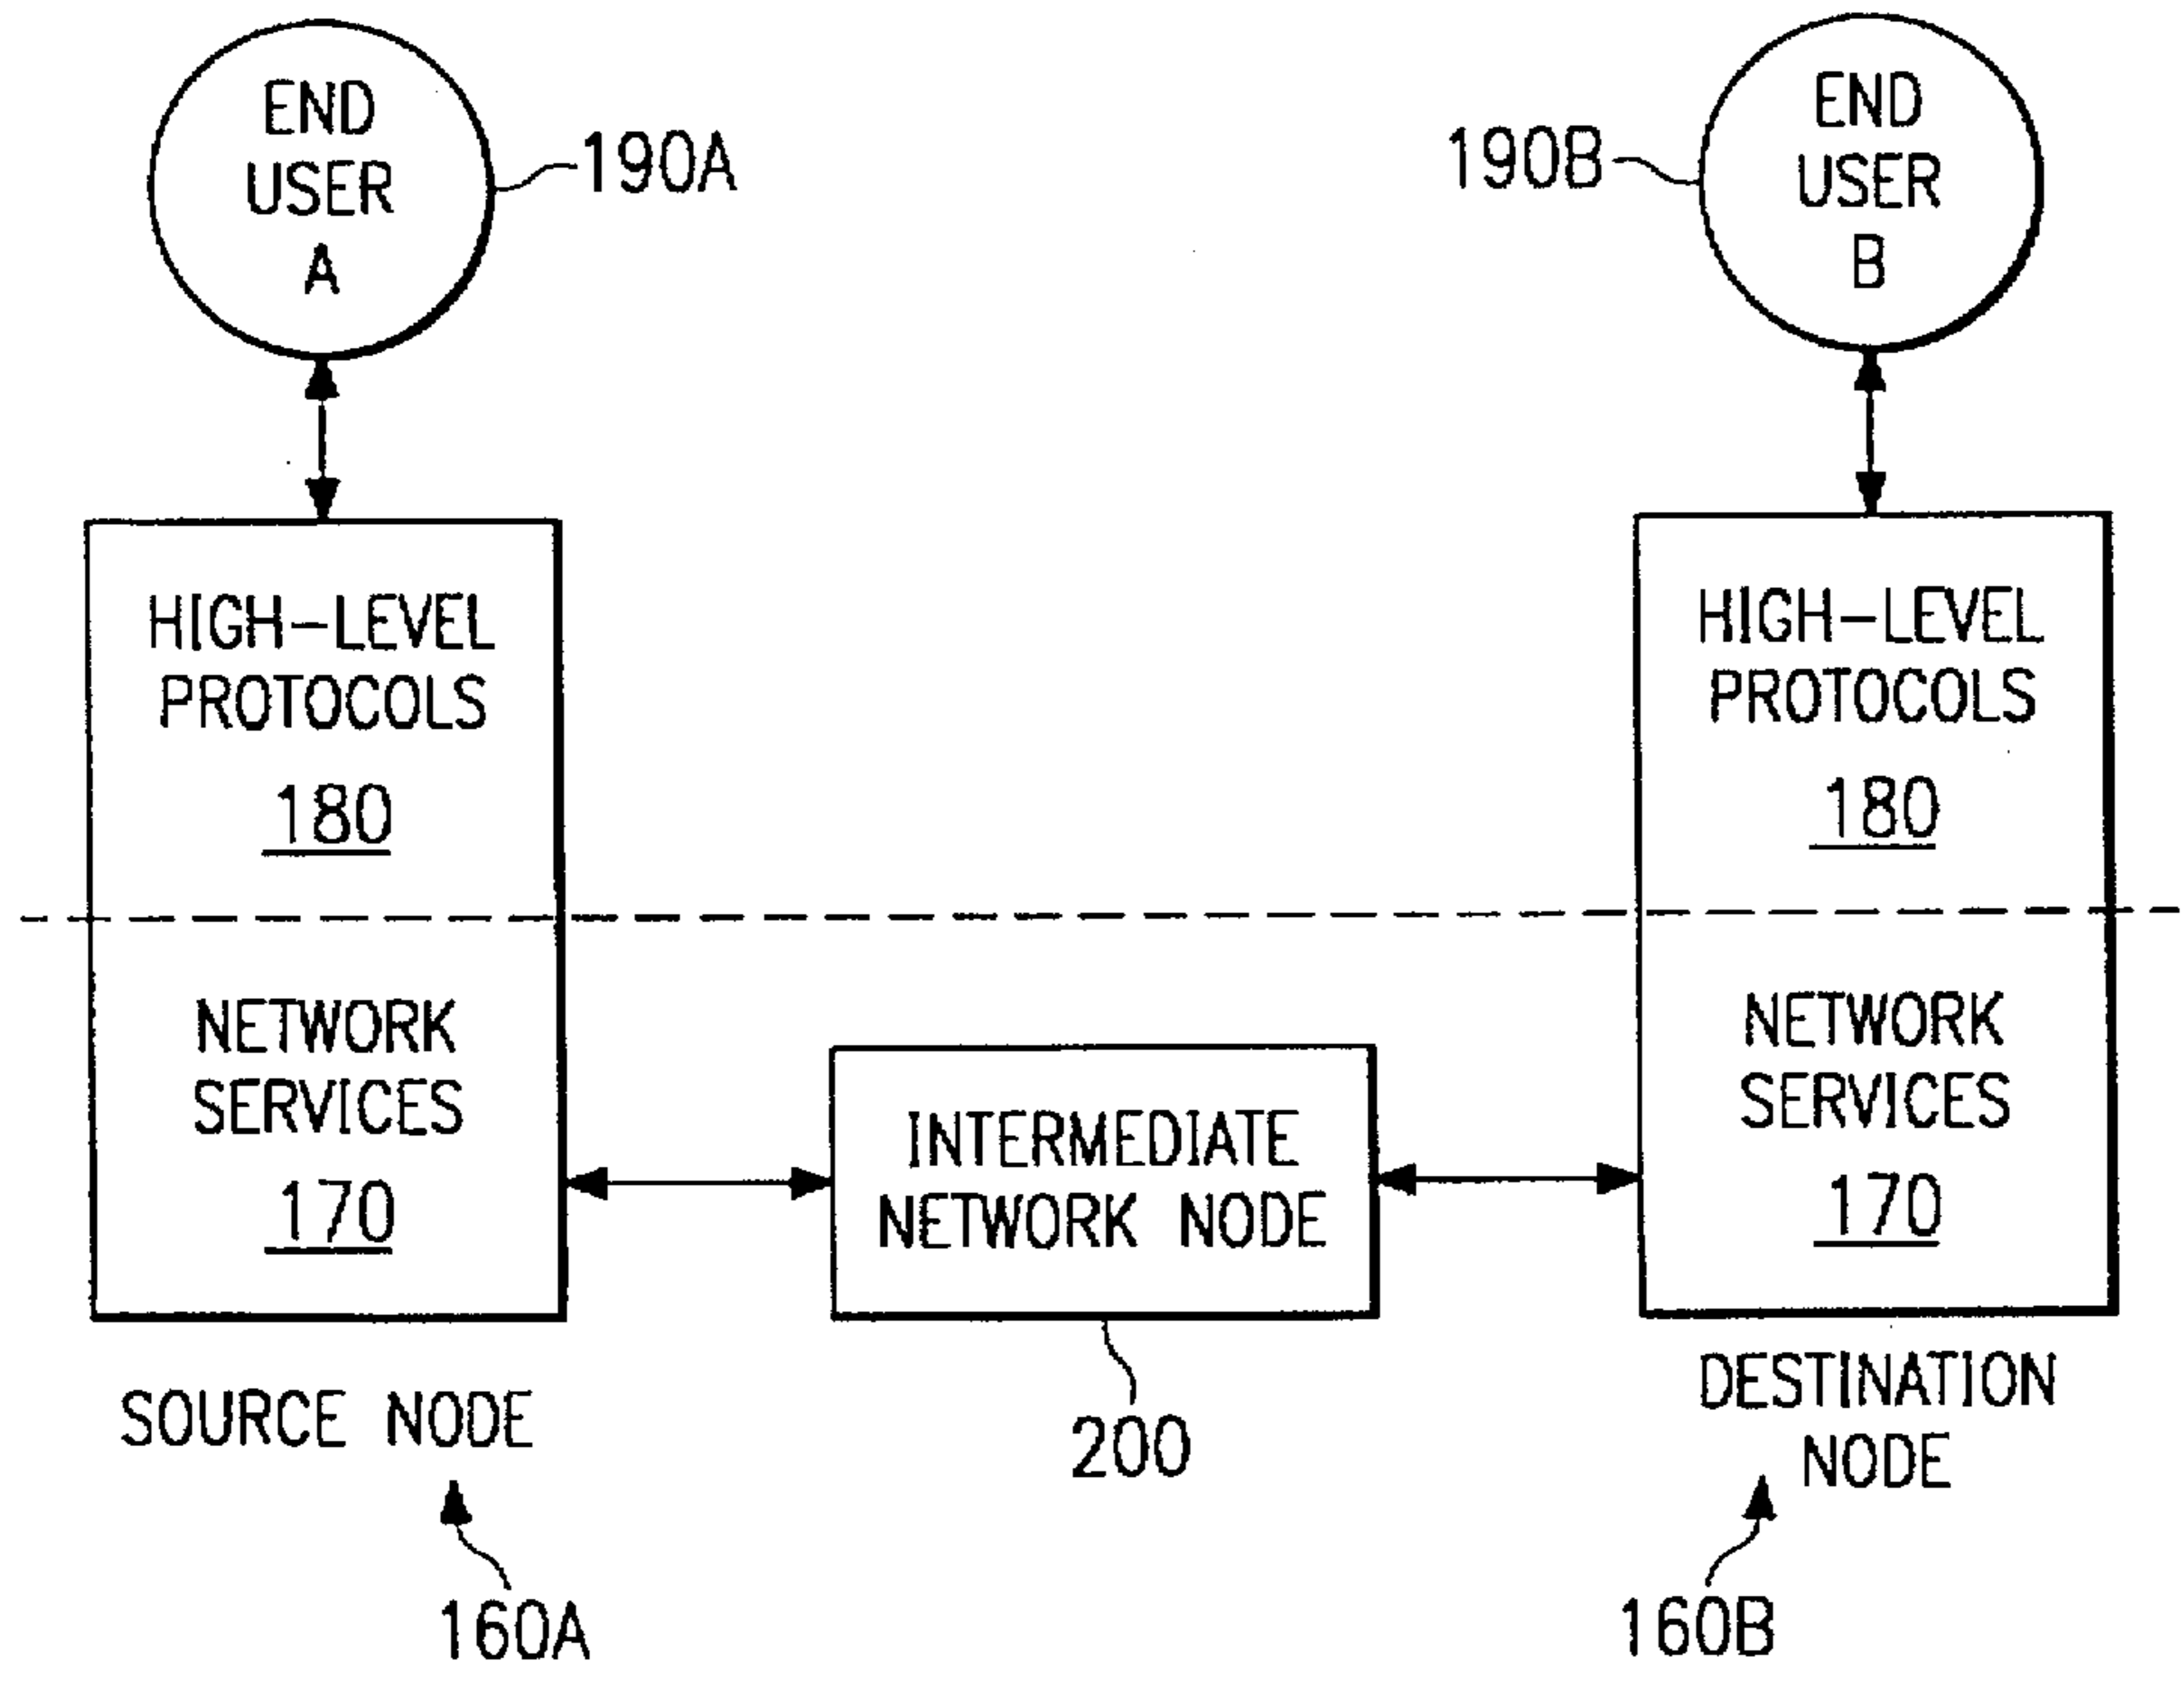 END
USER
A
190A
190B
END
USER
B
HIGH-LEVEL
PROTOCOLS
180
HIGH-LEVEL
PROTOCOLS
180
NETWORK
SERVICES
170
INTERMEDIATE
NETWORK NODE
200
NETWORK
SERVICES
170
SOURCE NODE
160A
DESTINATION
NODE
160B